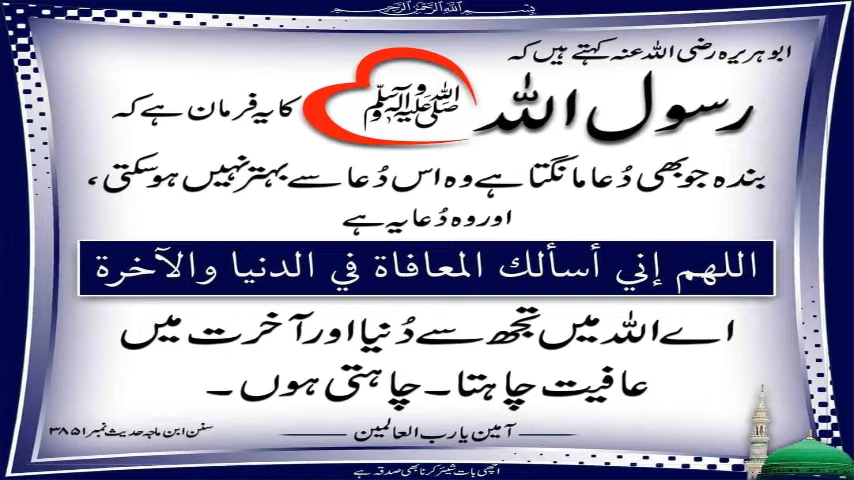 بسم اللہ الرحمن الرحیم
ابو ہریرہ رضی اللہ عنہ کہتے ہیں کہ
رسول اللہ صلی اللہ علیہ وآلہ وسلم کا یہ فرمان ہے کہ
بندہ جو بھی دُعا مانگتا ہے وہ اس دُعا سے بہتر نہیں ہو سکتی،
اور وہ دُعا یہ ہے
اللهم إني أسألك المعافاة في الدنيا والآخرة
اے اللہ میں تجھ سے دُنیا اور آخرت میں
عافیت چاہتا۔ چاہتی ہوں۔
آمین یا رب العالمین
سنن ابن ماجہ حدیث نمبر ۳۸۵۱
اچھی بات شیئر کرنا بھی صدقہ ہے